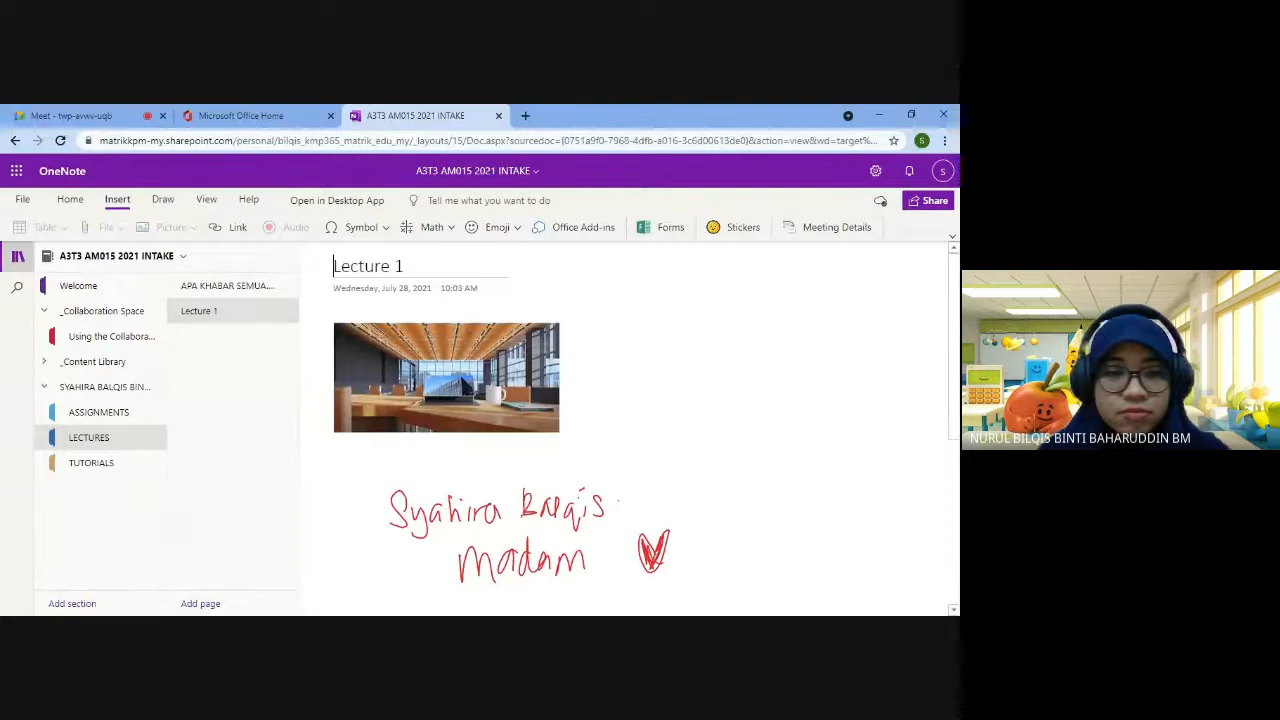 Meet - twp-avwv-uqb
Microsoft Office Home
A3T3 AM015 2021 INTAKE
matrikkpm-my.sharepoint.com/personal/bilqis_kmp365_matrik_edu_my/_layouts/15/Doc.aspx?sourcedoc={0751a9f0-7968-4dfb-a016-3c6d00613de0}&action=view&wd=target%...
S
OneNote
A3T3 AM015 2021 INTAKE
S
File Home Insert Draw View Help Open in Desktop App Tell me what you want to do Share
Table File Picture Link Audio Symbol Math Emoji Office Add-ins Forms Stickers Meeting Details
A3T3 AM015 2021 INTAKE
Welcome
_Collaboration Space
Using the Collabora...
_Content Library
SYAHIRA BALQIS BIN...
ASSIGNMENTS
LECTURES
TUTORIALS
Add section
APA KHABAR SEMUA....
Lecture 1
Add page
Lecture 1
Wednesday, July 28, 2021 10:03 AM
Syahira Balqis
Madam
NURUL BILQIS BINTI BAHARUDDIN BM